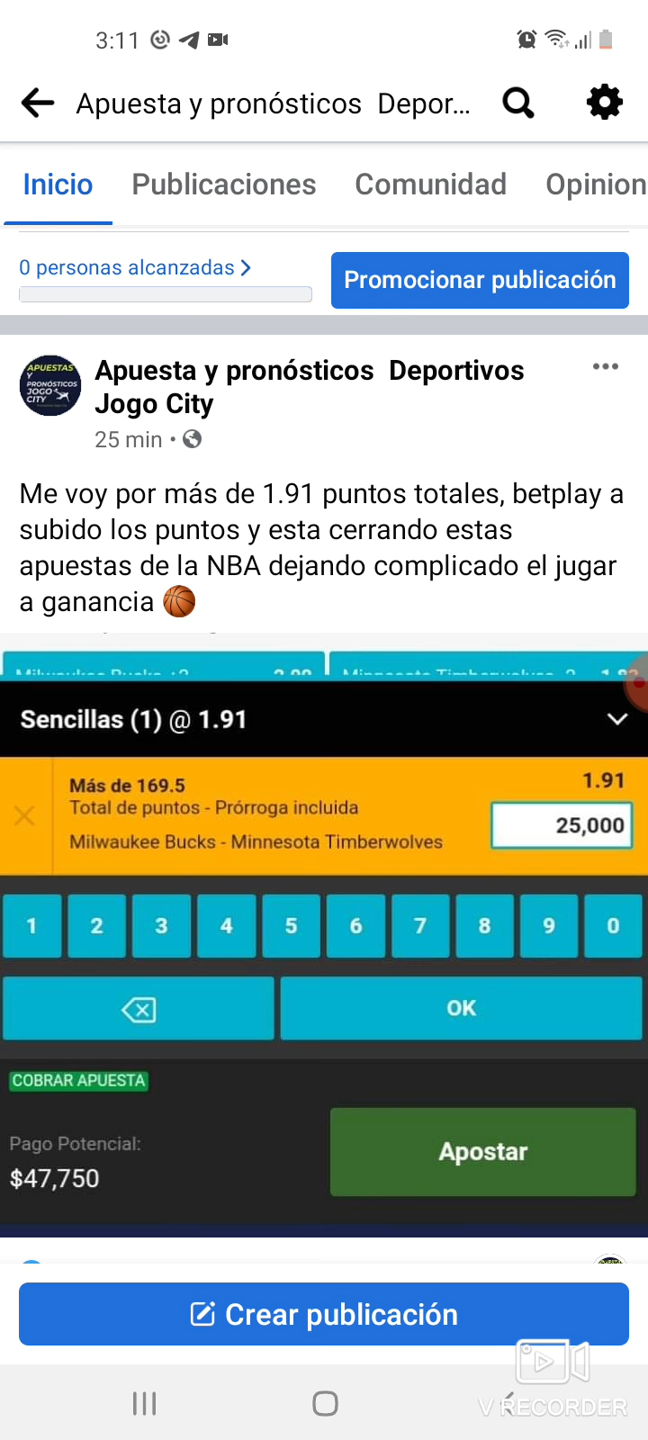 3:11
Apuesta y pronósticos Depor...
Inicio Publicaciones Comunidad Opinion
0 personas alcanzadas
Promocionar publicación
APUESTAS
Y
PRONÓSTICOS
JOGO
CITY
Apuesta y pronósticos Deportivos
Jogo City
25 min
Me voy por más de 1.91 puntos totales, betplay a
subido los puntos y esta cerrando estas
apuestas de la NBA dejando complicado el jugar
a ganancia 🏀
Sencillas (1) @ 1.91
Más de 169.5 1.91
Total de puntos - Prórroga incluida
25,000
Milwaukee Bucks - Minnesota Timberwolves
1 2 3 4 5 6 7 8 9 0
OK
COBRAR APUESTA
Pago Potencial:
$47,750
Apostar
Crear publicación
V RECORDER